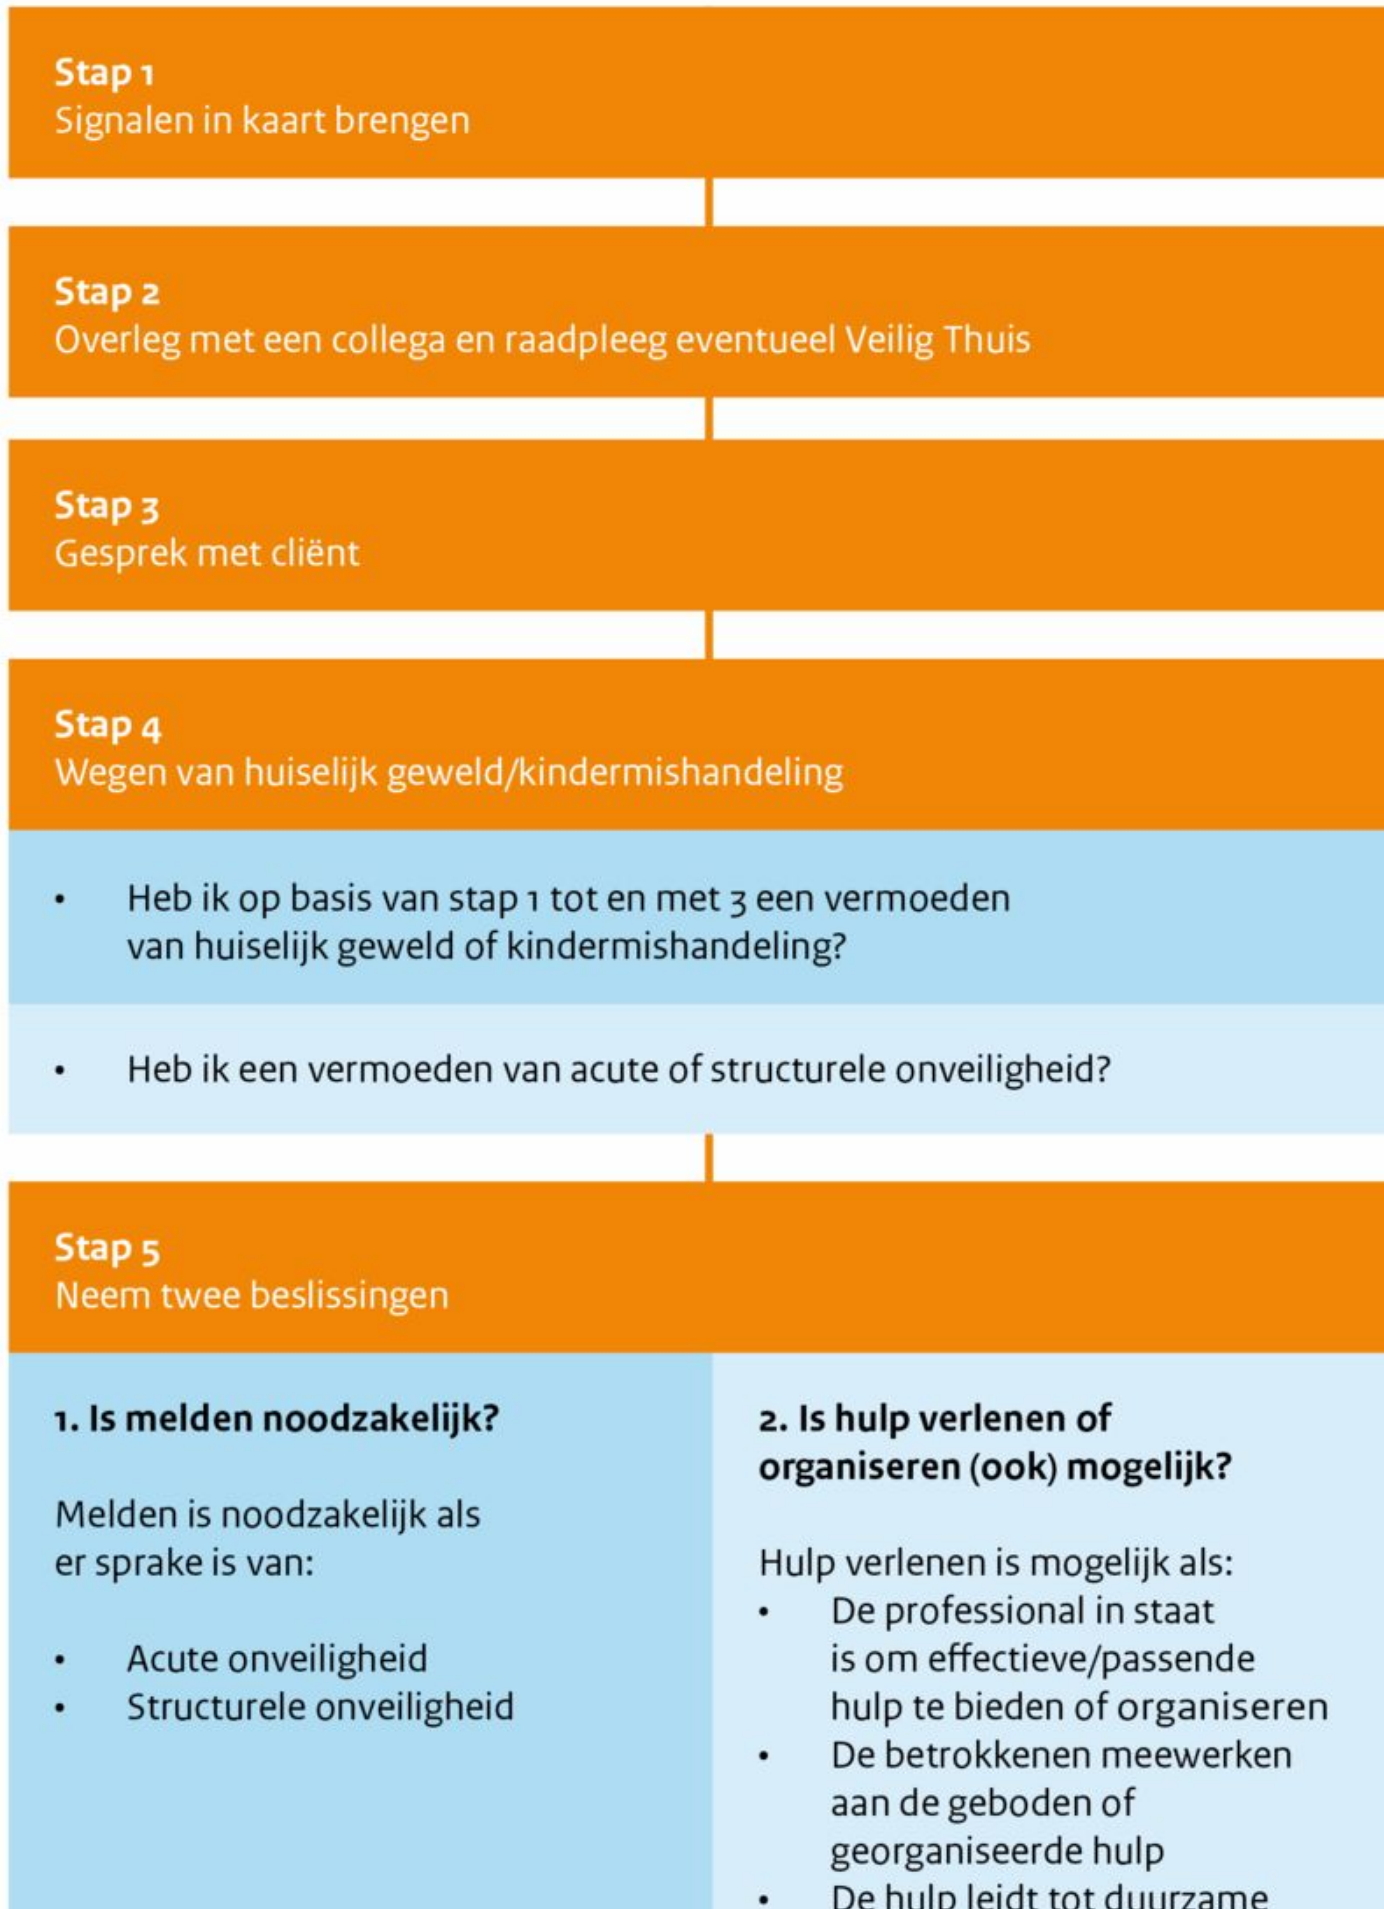 Stap 1
Signalen in kaart brengen
Stap 2
Overleg met een collega en raadpleeg eventueel Veilig Thuis
Stap 3
Gesprek met cliënt
Stap 4
Wegen van huiselijk geweld/kindermishandeling
• Heb ik op basis van stap 1 tot en met 3 een vermoeden
van huiselijk geweld of kindermishandeling?
• Heb ik een vermoeden van acute of structurele onveiligheid?
Stap 5
Neem twee beslissingen
1. Is melden noodzakelijk?
Melden is noodzakelijk als
er sprake is van:
• Acute onveiligheid
• Structurele onveiligheid
2. Is hulp verlenen of
organiseren (ook) mogelijk?
Hulp verlenen is mogelijk als:
• De professional in staat
is om effectieve/passende
hulp te bieden of organiseren
• De betrokkenen meewerken
aan de geboden of
georganiseerde hulp
• De hulp leidt tot duurzame